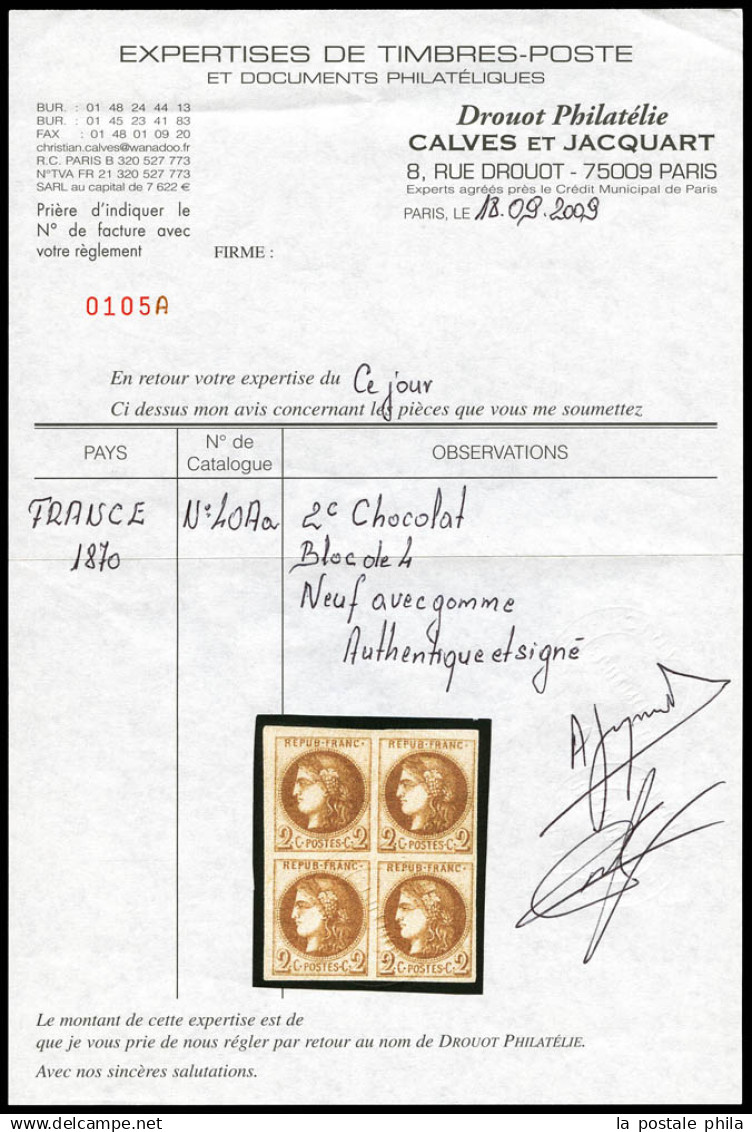 EXPERTISES DE TIMBRES-POSTE
ET DOCUMENTS PHILATÉLIQUES
BUR. : 01 48 24 44 13
BUR. : 01 45 23 41 83
FAX : 01 48 01 09 20
christian.calves@wanadoo.fr
R.C. PARIS B 320 527 773
N°TVA FR 21 320 527 773
SARL au capital de 7 622 €
Prière d'indiquer le
N° de facture avec
votre règlement
Drouot Philatélie
CALVES ET JACQUART
8, RUE DROUOT - 75009 PARIS
Experts agréés près le Crédit Municipal de Paris
PARIS, LE 18.09.2009
FIRME :
0105A
En retour votre expertise du Ce jour
Ci dessus mon avis concernant les pièces que vous me soumettez
PAYS
N° de
Catalogue
OBSERVATIONS
FRANCE
1870
N°40Aa
2c Chocolat
Bloc de 4
Neuf avec gomme
Authentique et signé
REPUB·FRANC·
2 C·POSTES·C· 2
REPUB·FRANC·
2 C·POSTES·C· 2
REPUB·FRANC·
2 C·POSTES·C· 2
REPUB·FRANC·
2 C·POSTES·C· 2
Le montant de cette expertise est de
que je vous prie de nous régler par retour au nom de DROUOT PHILATÉLIE.
Avec nos sincères salutations.
la postale phila